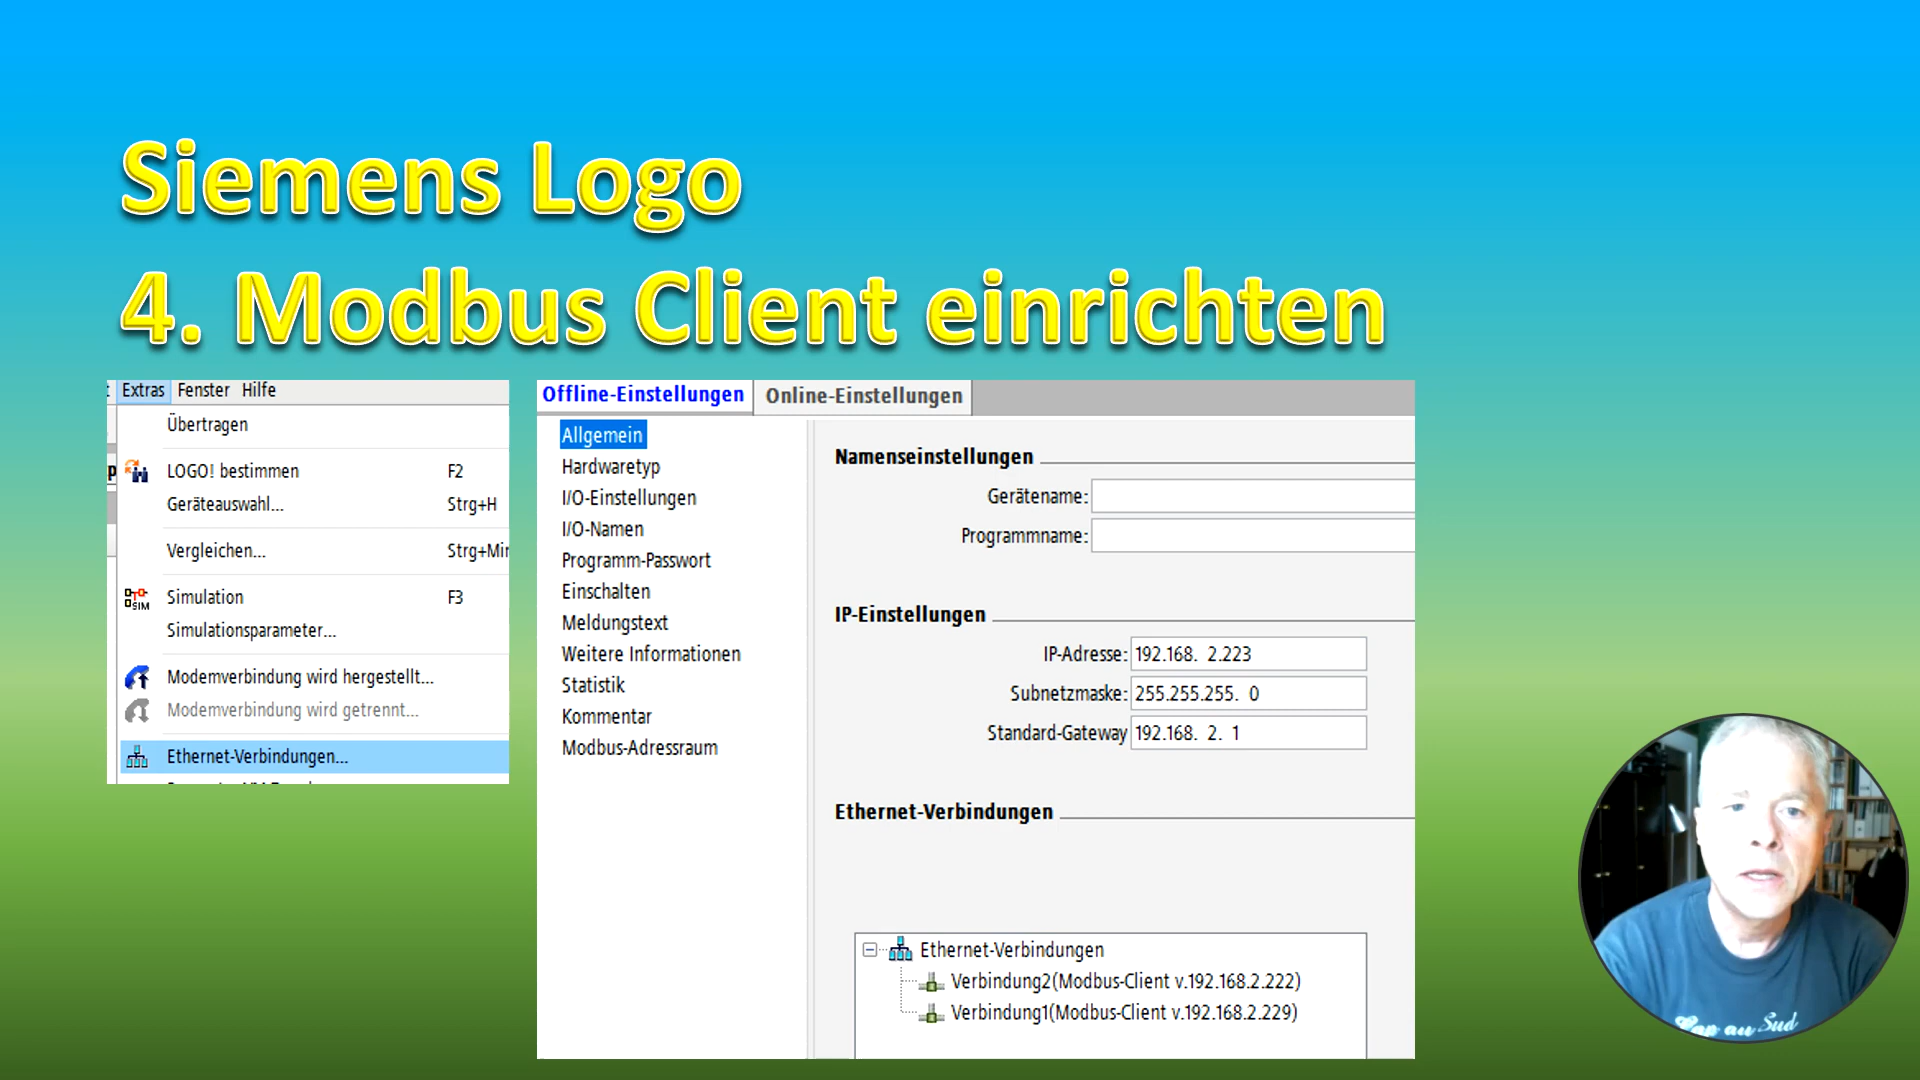 Siemens Logo
4. Modbus Client einrichten
Extras Fenster Hilfe
Übertragen
LOGO! bestimmen F2
Geräteauswahl... Strg+H
Vergleichen... Strg+Mi
Simulation F3
Simulationsparameter...
Modemverbindung wird hergestellt...
Modemverbindung wird getrennt...
Ethernet-Verbindungen...
Offline-Einstellungen Online-Einstellungen
Allgemein
Hardwaretyp
I/O-Einstellungen
I/O-Namen
Programm-Passwort
Einschalten
Meldungstext
Weitere Informationen
Statistik
Kommentar
Modbus-Adressraum
Namenseinstellungen
Gerätename:
Programmname:
IP-Einstellungen
IP-Adresse: 192.168. 2.223
Subnetzmaske: 255.255.255. 0
Standard-Gateway 192.168. 2. 1
Ethernet-Verbindungen
Ethernet-Verbindungen
Verbindung2(Modbus-Client v.192.168.2.222)
Verbindung1(Modbus-Client v.192.168.2.229)
au Sud